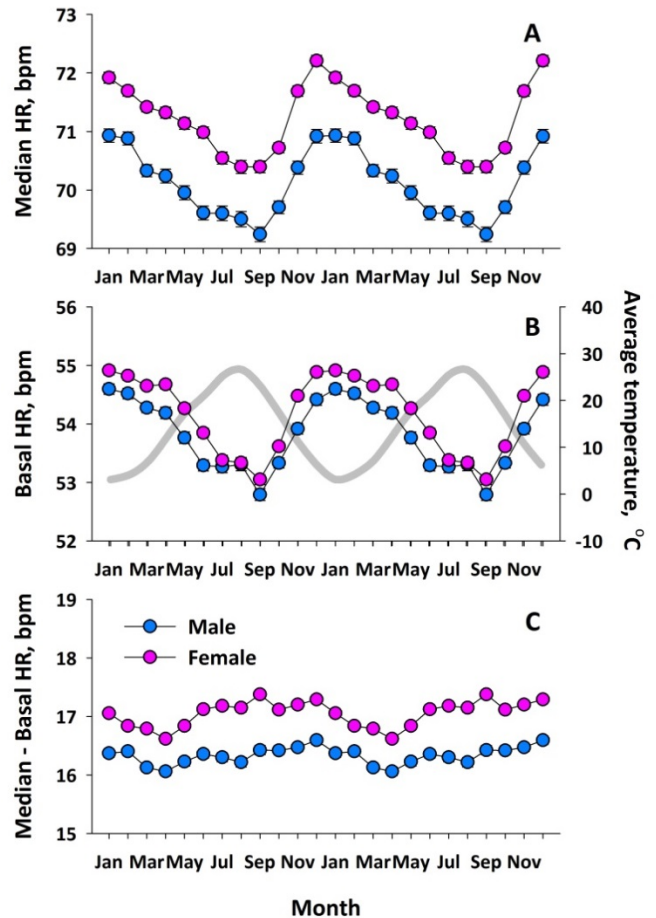 73
72
71
70
69
Median HR, bpm
A
Jan Mar May Jul Sep Nov Jan Mar May Jul Sep Nov
56
55
54
53
52
Basal HR, bpm
B
40
30
20
10
0
-10
Average temperature, °C
Jan Mar May Jul Sep Nov Jan Mar May Jul Sep Nov
19
18
17
16
15
Median - Basal HR, bpm
Male
Female
C
Jan Mar May Jul Sep Nov Jan Mar May Jul Sep Nov
Month